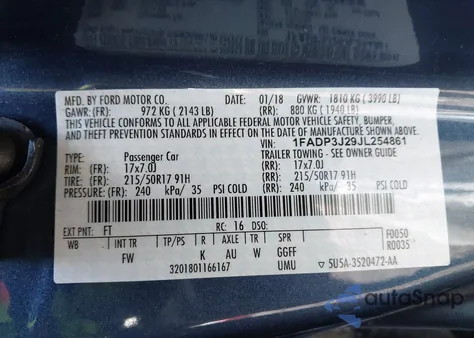 MFD. BY FORD MOTOR CO. DATE: 01/18 GVWR: 1810 KG ( 3990 LB)
GAWR: (FR): 972 KG ( 2143 LB) (RR): 880 KG ( 1940 LB)
THIS VEHICLE CONFORMS TO ALL APPLICABLE FEDERAL MOTOR VEHICLE SAFETY, BUMPER,
AND THEFT PREVENTION STANDARDS IN EFFECT ON THE DATE OF MANUFACTURE SHOWN ABOVE.
VIN: 1FADP3J29JL254861
TYPE: Passenger Car TRAILER TOWING - SEE OWNER GUIDE
RIM: (FR): 17x7.0J (RR): 17x7.0J
TIRES: (FR): 215/50R17 91H (RR): 215/50R17 91H
PRESSURE: (FR): 240 kPa/ 35 PSI COLD (RR): 240 kPa/ 35 PSI COLD
EXT PNT: FT RC: 16 DSO: F0050
WB INT TR TP/PS R AXLE TR SPR R0035
FW K AU W GGFF
3201801166167 UMU ▽ 5U5A-3S20472-AA
autoSnap